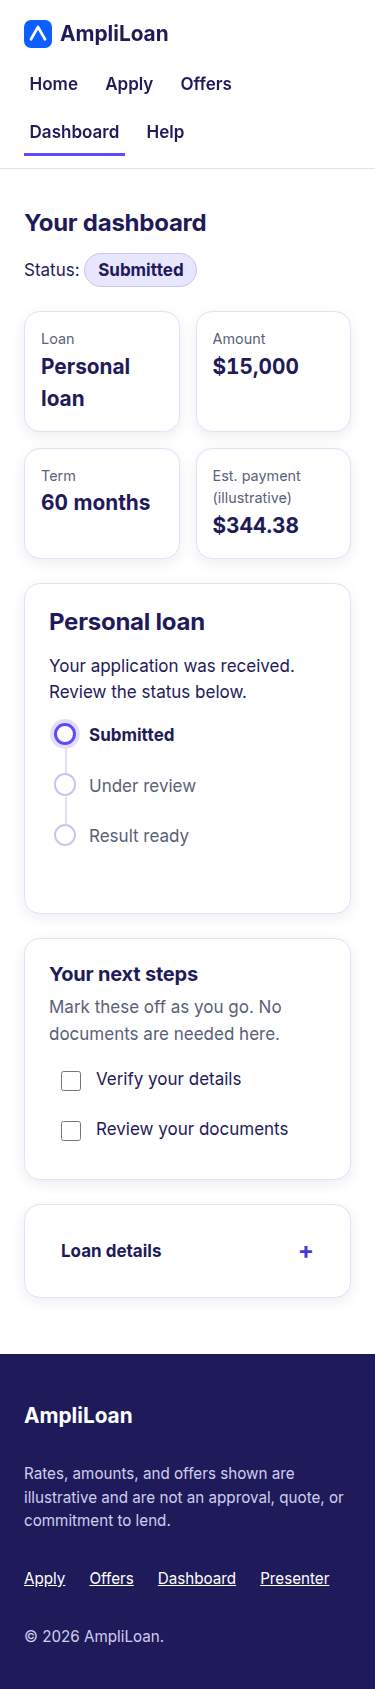 AmpliLoan
Home Apply Offers
Dashboard Help
Your dashboard
Status: Submitted
Loan
Personal
loan
Amount
$15,000
Term
60 months
Est. payment
(illustrative)
$344.38
Personal loan
Your application was received.
Review the status below.
Submitted
Under review
Result ready
Your next steps
Mark these off as you go. No
documents are needed here.
Verify your details
Review your documents
Loan details +
AmpliLoan
Rates, amounts, and offers shown are
illustrative and are not an approval, quote, or
commitment to lend.
Apply Offers Dashboard Presenter
© 2026 AmpliLoan.